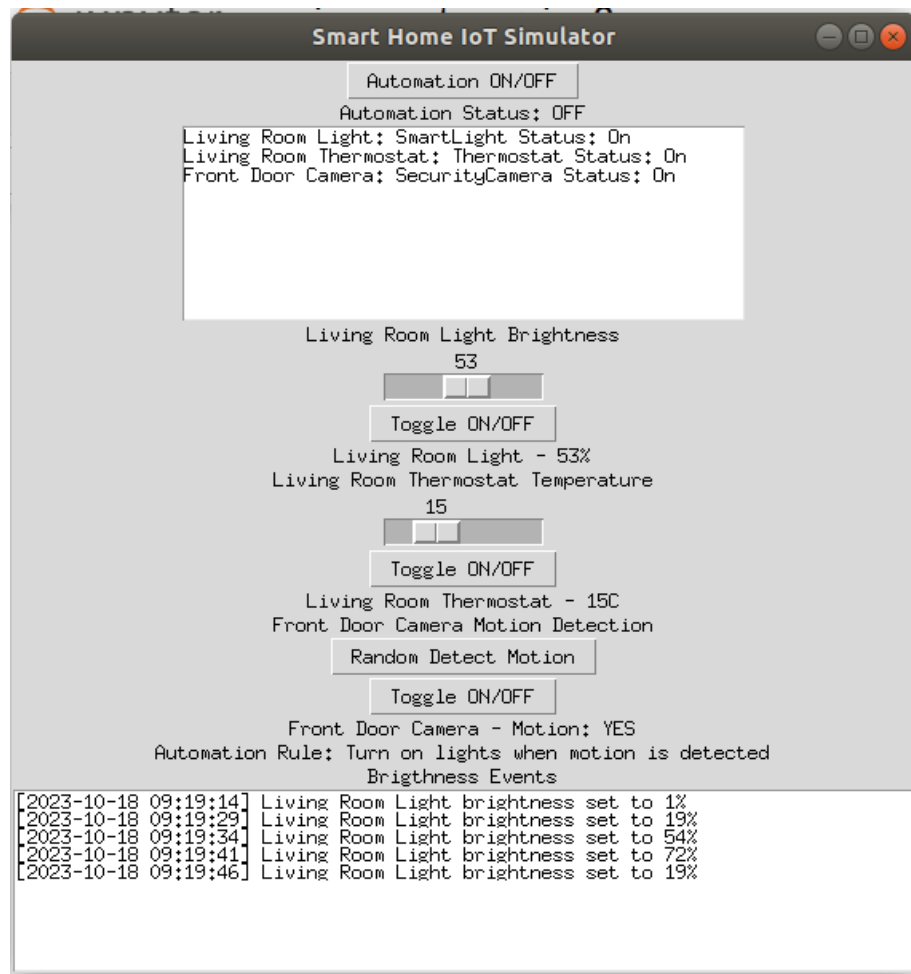 Smart Home IoT Simulator
Automation ON/OFF
Automation Status: OFF
Living Room Light: SmartLight Status: On
Living Room Thermostat: Thermostat Status: On
Front Door Camera: SecurityCamera Status: On
Living Room Light Brightness
53
Toggle ON/OFF
Living Room Light - 53%
Living Room Thermostat Temperature
15
Toggle ON/OFF
Living Room Thermostat - 15C
Front Door Camera Motion Detection
Random Detect Motion
Toggle ON/OFF
Front Door Camera - Motion: YES
Automation Rule: Turn on lights when motion is detected
Brigthness Events
[2023-10-18 09:19:14] Living Room Light brightness set to 1%
[2023-10-18 09:19:29] Living Room Light brightness set to 19%
[2023-10-18 09:19:34] Living Room Light brightness set to 54%
[2023-10-18 09:19:41] Living Room Light brightness set to 72%
[2023-10-18 09:19:46] Living Room Light brightness set to 19%